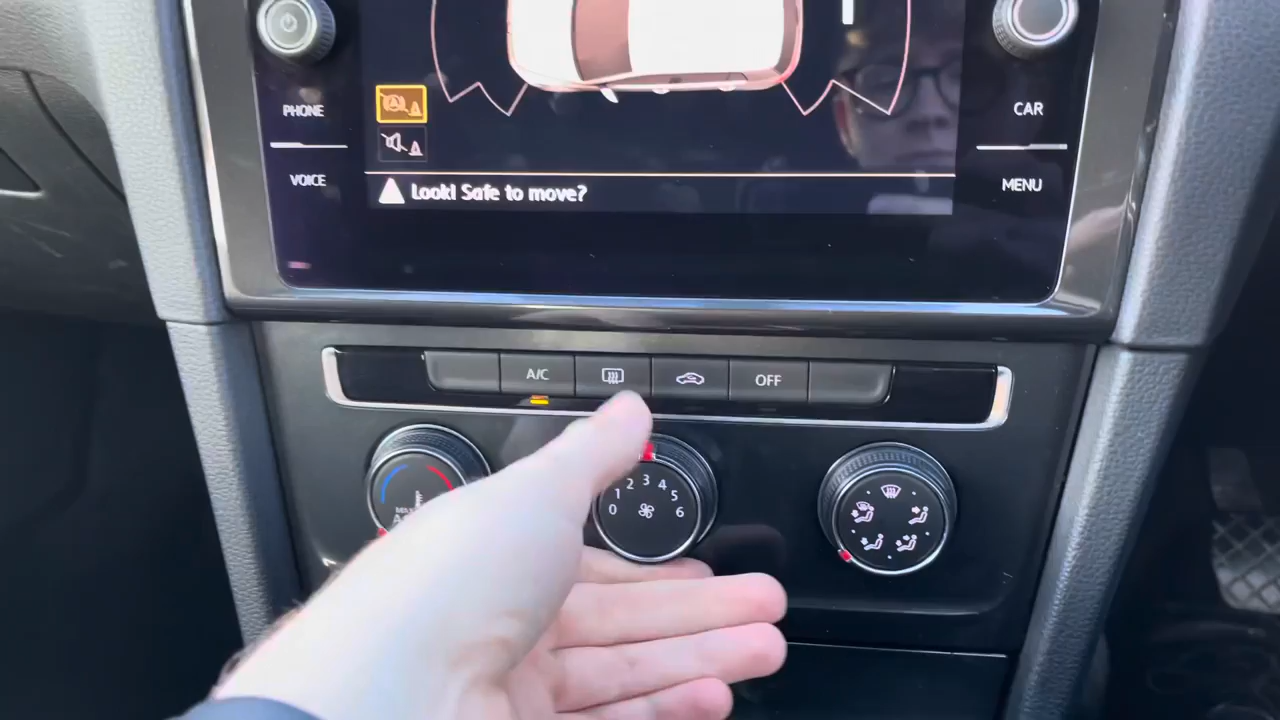 PHONE
CAR
VOICE
MENU
Look! Safe to move?
A/C
OFF
0 1 2 3 4 5 6